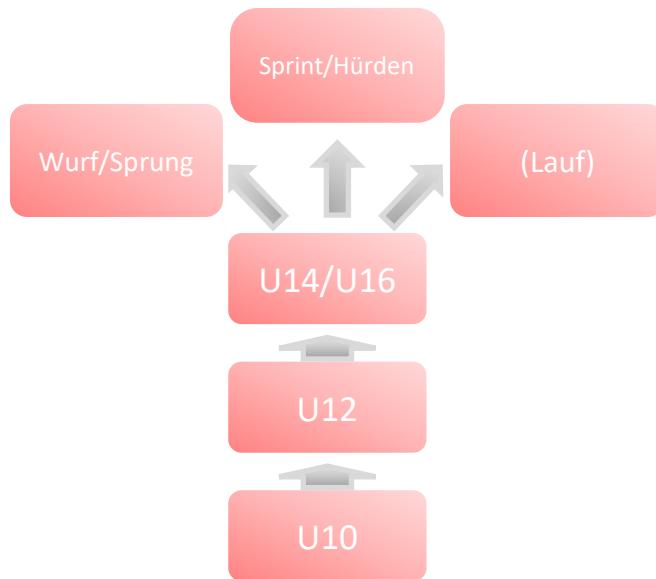 Sprint/Hürden
Wurf/Sprung
(Lauf)
U14/U16
U12
U10